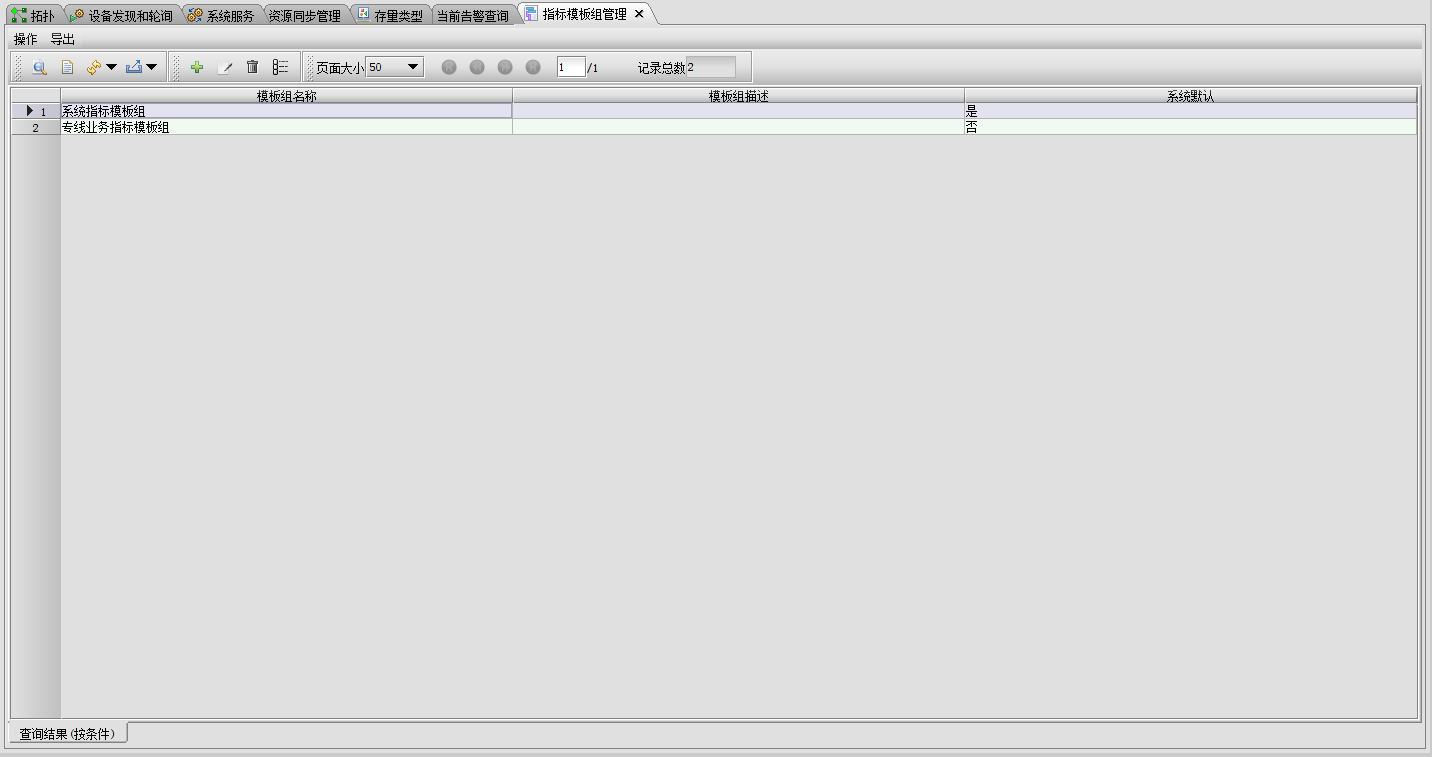 拓扑 设备发现和轮询 系统服务 资源同步管理 存量类型 当前告警查询 指标模板组管理
操作 导出
页面大小 50 1 /1 记录总数 2
模板组名称 模板组描述 系统默认
1 系统指标模板组 是
2 专线业务指标模板组 否
查询结果(按条件)